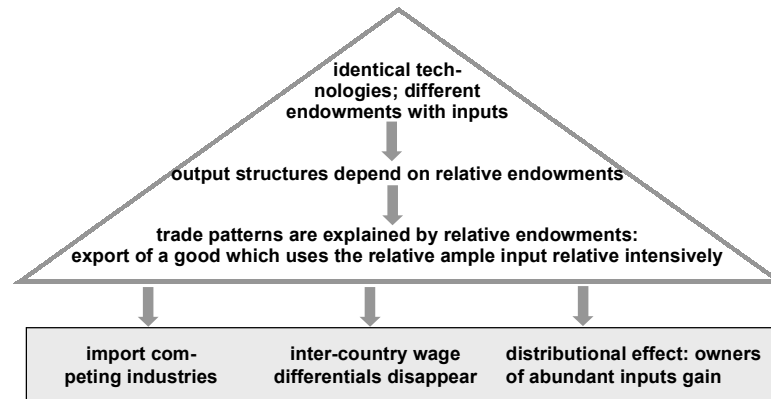 identical tech-
nologies; different
endowments with inputs
output structures depend on relative endowments
trade patterns are explained by relative endowments:
export of a good which uses the relative ample input relative intensively
import com-
peting industries
inter-country wage
differentials disappear
distributional effect: owners
of abundant inputs gain